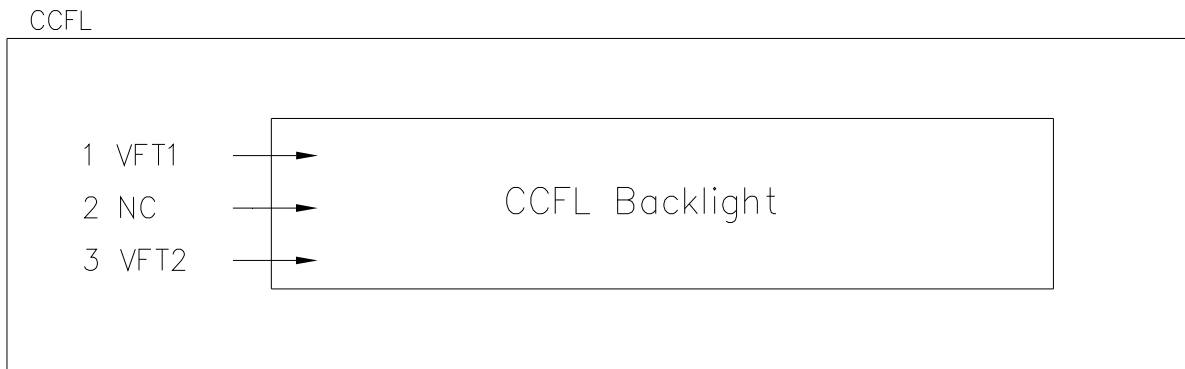 CCFL
1 VFT1
2 NC
3 VFT2
CCFL Backlight